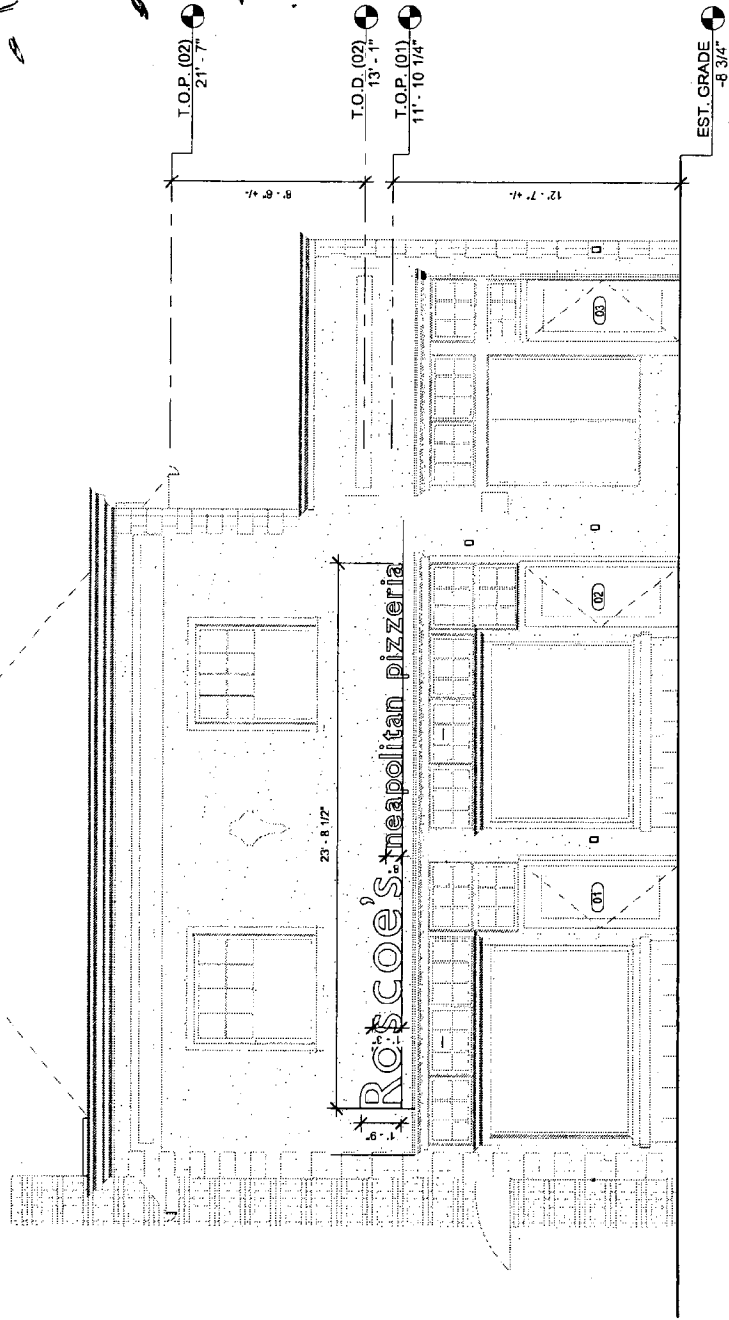 T.O.P. (02)
21' - 7"
T.O.D. (02)
13' - 1"
T.O.P. (01)
11' - 10 1/4"
EST. GRADE
-8 3/4"
8' - 6" +/-
12' - 7" +/-
23' - 8 1/2"
1' - 9"
Roscoe's: neapolitan pizzeria
01
02
03